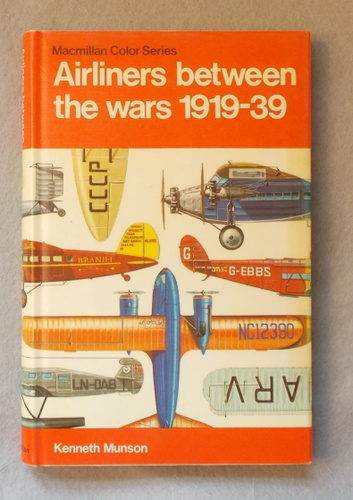 Macmillan Color Series
Airliners between
the wars 1919-39
CCCP
BRANIFF
G
G-EBBS
NC12390
LN-DAB
ARV
Kenneth Munson